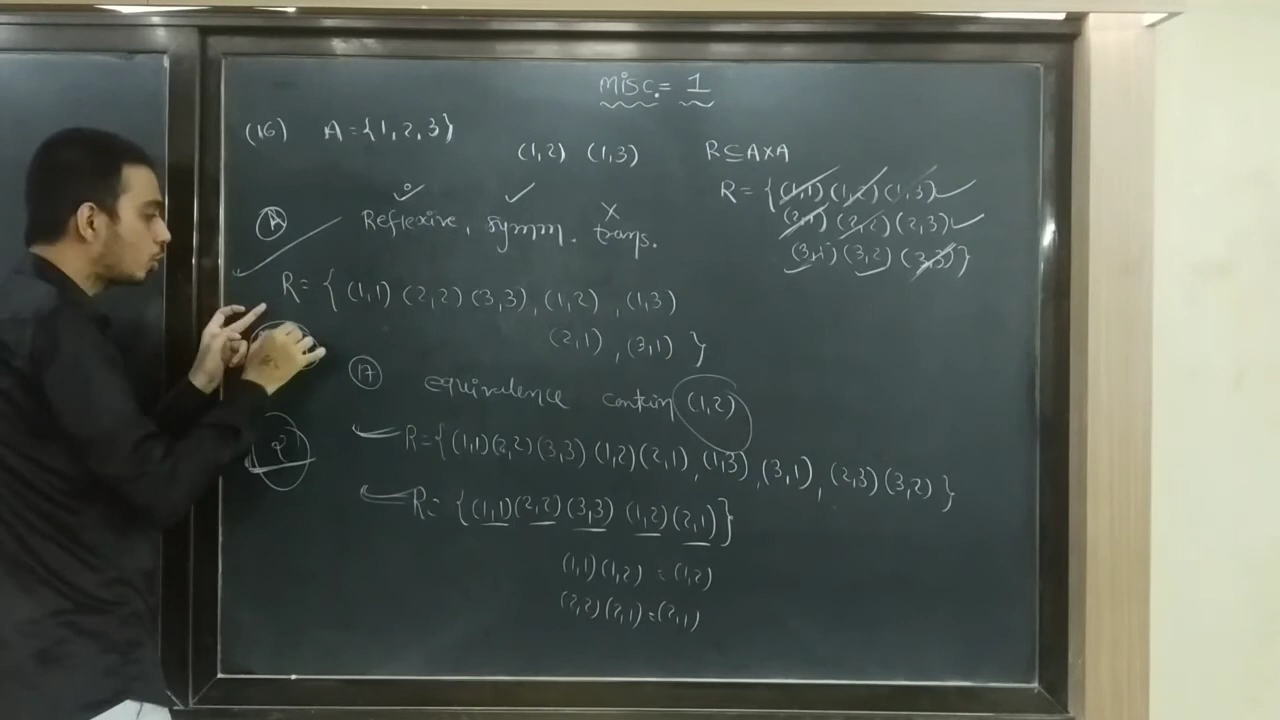 misc. = 1
(16) A = {1, 2, 3}
(1,2) (1,3)
R ⊆ A × A
R = {(1,1) (1,2) (1,3)
(2,1) (2,2) (2,3)
(3,1) (3,2) (3,3)}
(A) Reflexive, symm. trans.
R = { (1,1) (2,2) (3,3), (1,2) , (1,3)
(2,1) , (3,1) }
(17) equivalence contain (1,2)
R = {(1,1) (2,2) (3,3) (1,2) (2,1), (1,3), (3,1), (2,3) (3,2) }
2
R = {(1,1) (2,2) (3,3) (1,2) (2,1)}
(1,1) (1,2) = (1,2)
(2,2) (2,1) = (2,1)